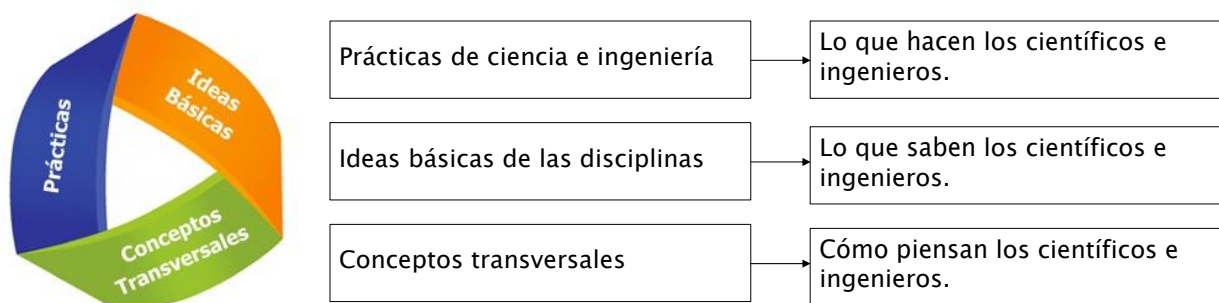 Prácticas
Ideas
Básicas
Conceptos
Transversales
Prácticas de ciencia e ingeniería
Lo que hacen los científicos e
ingenieros.
Ideas básicas de las disciplinas
Lo que saben los científicos e
ingenieros.
Conceptos transversales
Cómo piensan los científicos e
ingenieros.